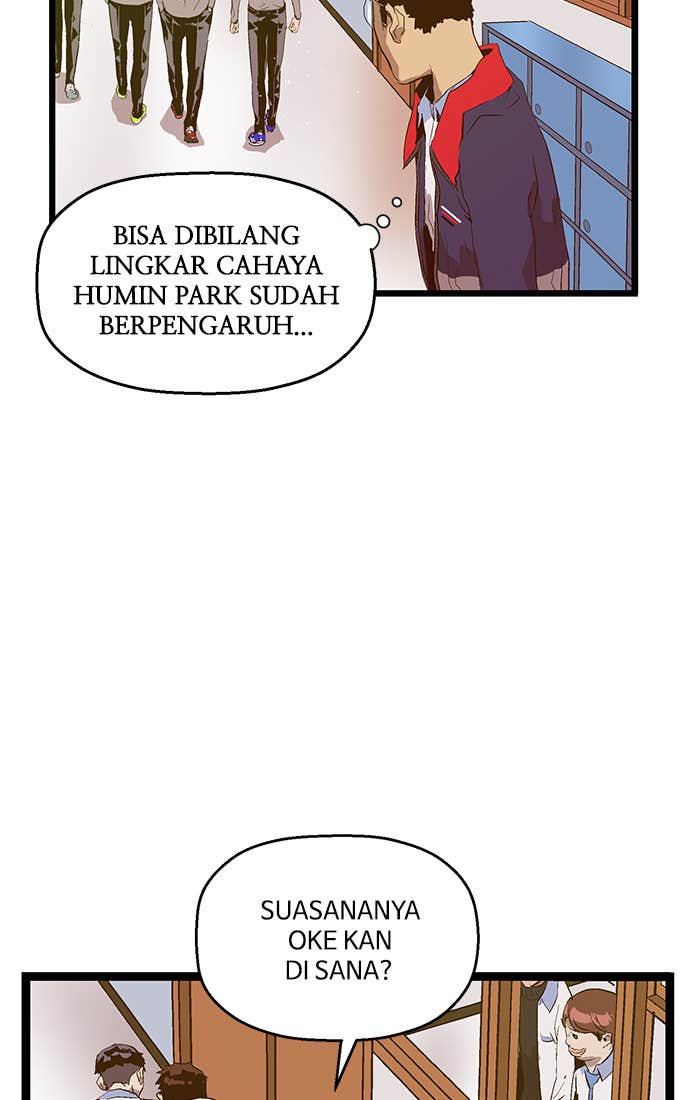 BISA DIBILANG
LINGKAR CAHAYA
HUMIN PARK SUDAH
BERPENGARUH...
SUASANANYA
OKE KAN
DI SANA?